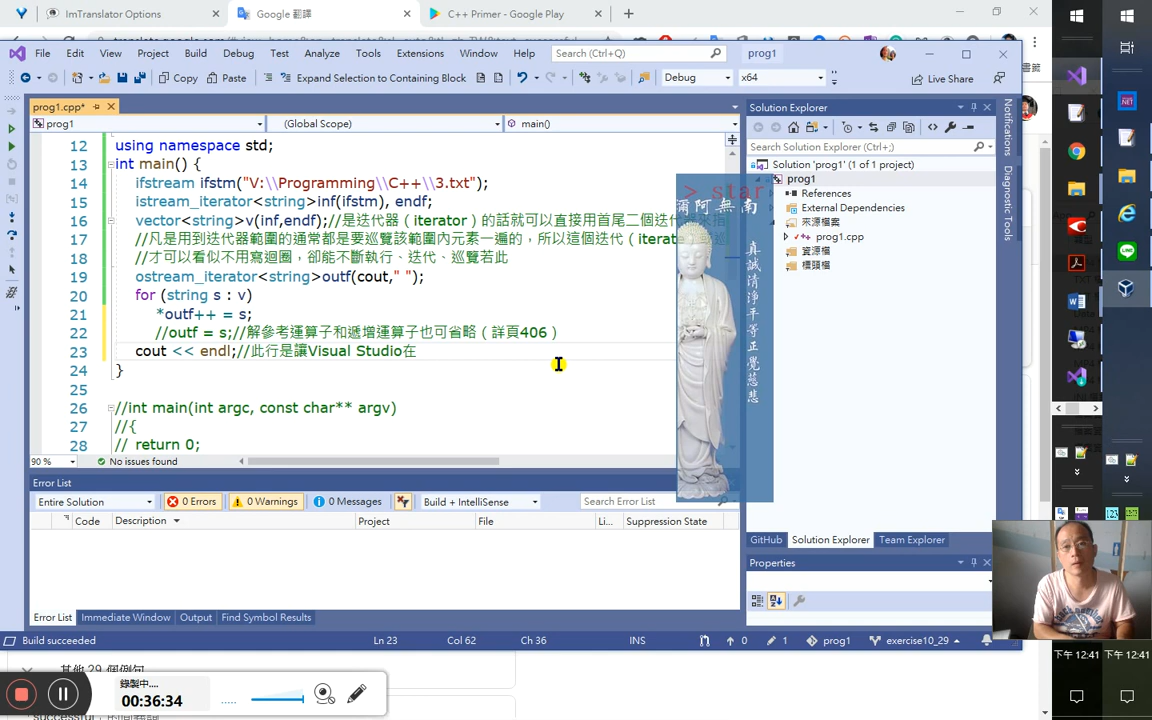 ImTranslator Options
Google 翻譯
C++ Primer - Google Play
File Edit View Project Build Debug Test Analyze Tools Extensions Window Help
Search (Ctrl+Q)
prog1
Copy Paste Expand Selection to Containing Block
Debug x64 Live Share
prog1.cpp*
prog1 (Global Scope) main()
12 using namespace std;
13 int main() {
14 ifstream ifstm("V:\\Programming\\C++\\3.txt");
15 istream_iterator<string> inf(ifstm), endf;
16 vector<string>v(inf,endf);//是迭代器（iterator）的話就可以直接用首尾二個迭代
17 //凡是用到迭代器範圍的通常都是要巡覽該範圍內元素一遍的，所以這個迭代（iterate
18 //才可以看似不用寫迴圈，卻能不斷執行、迭代、巡覽若此
19 ostream_iterator<string>outf(cout," ");
20 for (string s : v)
21 *outf++ = s;
22 //outf = s;//解參考運算子和遞增運算子也可省略（詳頁406）
23 cout << endl;//此行是讓Visual Studio在
24 }
25
26 //int main(int argc, const char** argv)
27 //{
28 // return 0;
90 % No issues found
Error List
Entire Solution 0 Errors 0 Warnings 0 Messages Build + IntelliSense Search Error List
Code Description Project File Li... Suppression State
Error List Immediate Window Output Find Symbol Results
Build succeeded Ln 23 Col 62 Ch 36 INS 0 1 prog1 exercise10_29
Solution Explorer
Search Solution Explorer (Ctrl+;)
Solution 'prog1' (1 of 1 project)
prog1
References
External Dependencies
來源檔案
prog1.cpp
資源檔
標頭檔
GitHub Solution Explorer Team Explorer
Properties
Notifications
Diagnostic Tools
> star
南無阿彌
真誠清淨平等正覺慈悲
其他 29 個例句
錄製中....
00:36:34
下午 12:41 下午 12:41